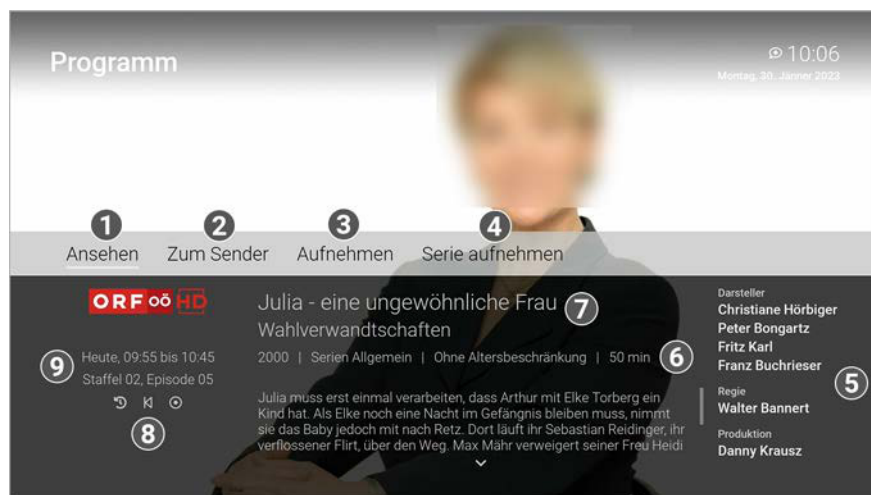 Programm
10:06
Montag, 30. Jänner 2023
1 2 3 4
Ansehen Zum Sender Aufnehmen Serie aufnehmen
ORF oö HD
9
Heute, 09:55 bis 10:45
Staffel 02, Episode 05
8
Julia - eine ungewöhnliche Frau 7
Wahlverwandtschaften
2000 | Serien Allgemein | Ohne Altersbeschränkung | 50 min 6
Julia muss erst einmal verarbeiten, dass Arthur mit Elke Torberg ein
Kind hat. Als Elke noch eine Nacht im Gefängnis bleiben muss, nimmt
sie das Baby jedoch mit nach Retz. Dort läuft ihr Sebastian Reidinger, ihr
verflossener Flirt, über den Weg. Max Mähr verweigert seiner Freu Heidi
Darsteller
Christiane Hörbiger
Peter Bongartz
Fritz Karl
Franz Buchrieser
5
Regie
Walter Bannert
Produktion
Danny Krausz